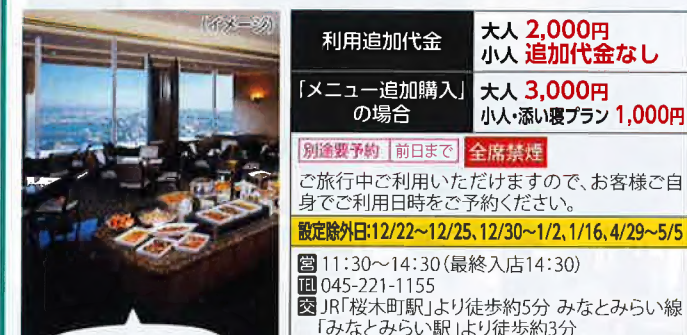 (イメージ)
利用追加代金
大人 2,000円
小人 追加代金なし
「メニュー追加購入」
の場合
大人 3,000円
小人・添い寝プラン 1,000円
別途要予約 前日まで 全席禁煙
ご旅行中ご利用いただけますので、お客様ご自
身でご利用日時をご予約ください。
設定除外日:12/22〜12/25、12/30〜1/2、1/16、4/29〜5/5
営 11:30〜14:30(最終入店14:30)
TEL 045-221-1155
交 JR「桜木町駅」より徒歩約5分 みなとみらい線
「みなとみらい駅」より徒歩約3分